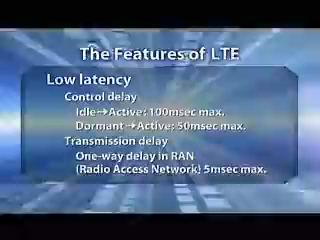 The Features of LTE
Low latency
Control delay
Idle→Active: 100msec max.
Dormant →Active: 50msec max.
Transmission delay
One-way delay in RAN
(Radio Access Network) 5msec max.